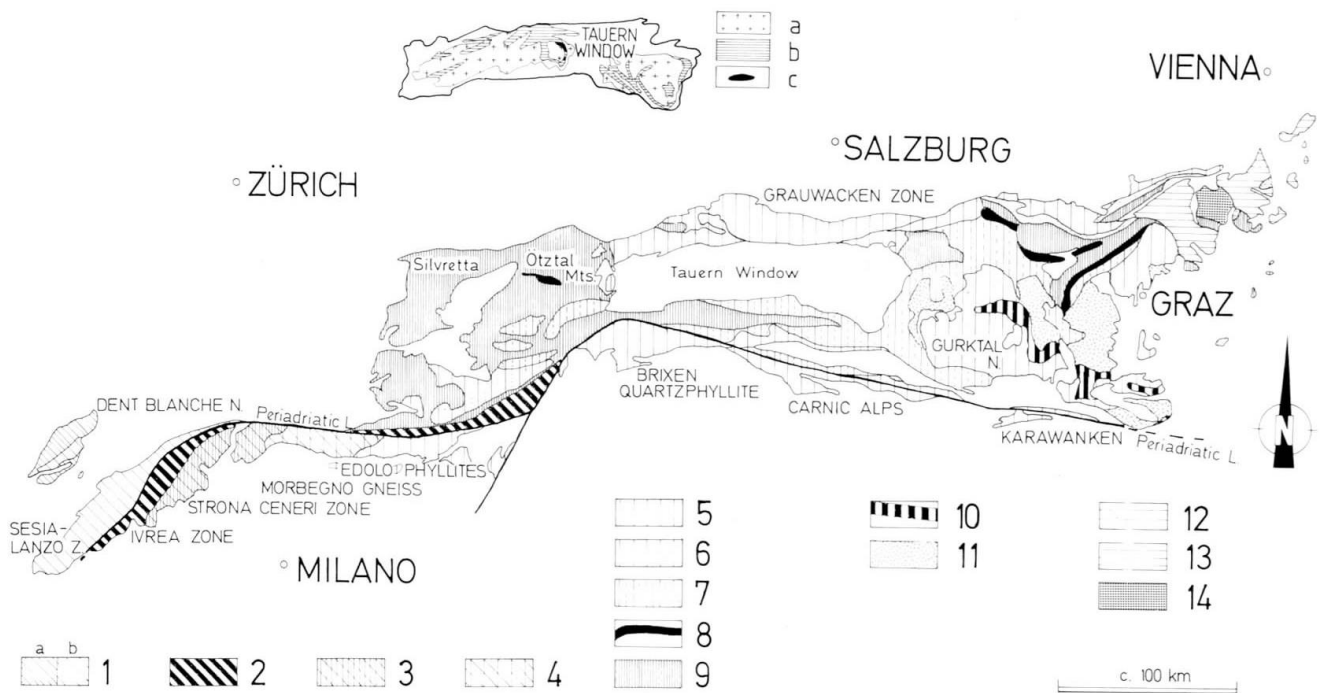 TAUERN
WINDOW
a
b
c
VIENNA
SALZBURG
ZÜRICH
GRAUWACKEN ZONE
Silvretta
Ötztal
Mts.
Tauern Window
GRAZ
GURKTAL
N.
BRIXEN
QUARTZPHYLLITE
DENT BLANCHE N.
Periadriatic L.
CARNIC ALPS
KARAWANKEN
Periadriatic L.
N
EDOLO PHYLLITES
MORBEGNO GNEISS
STRONA CENERI ZONE
SESIA-
LANZO Z.
IVREA ZONE
MILANO
5
6
7
8
9
10
11
12
13
14
a b
1
2
3
4
c. 100 km